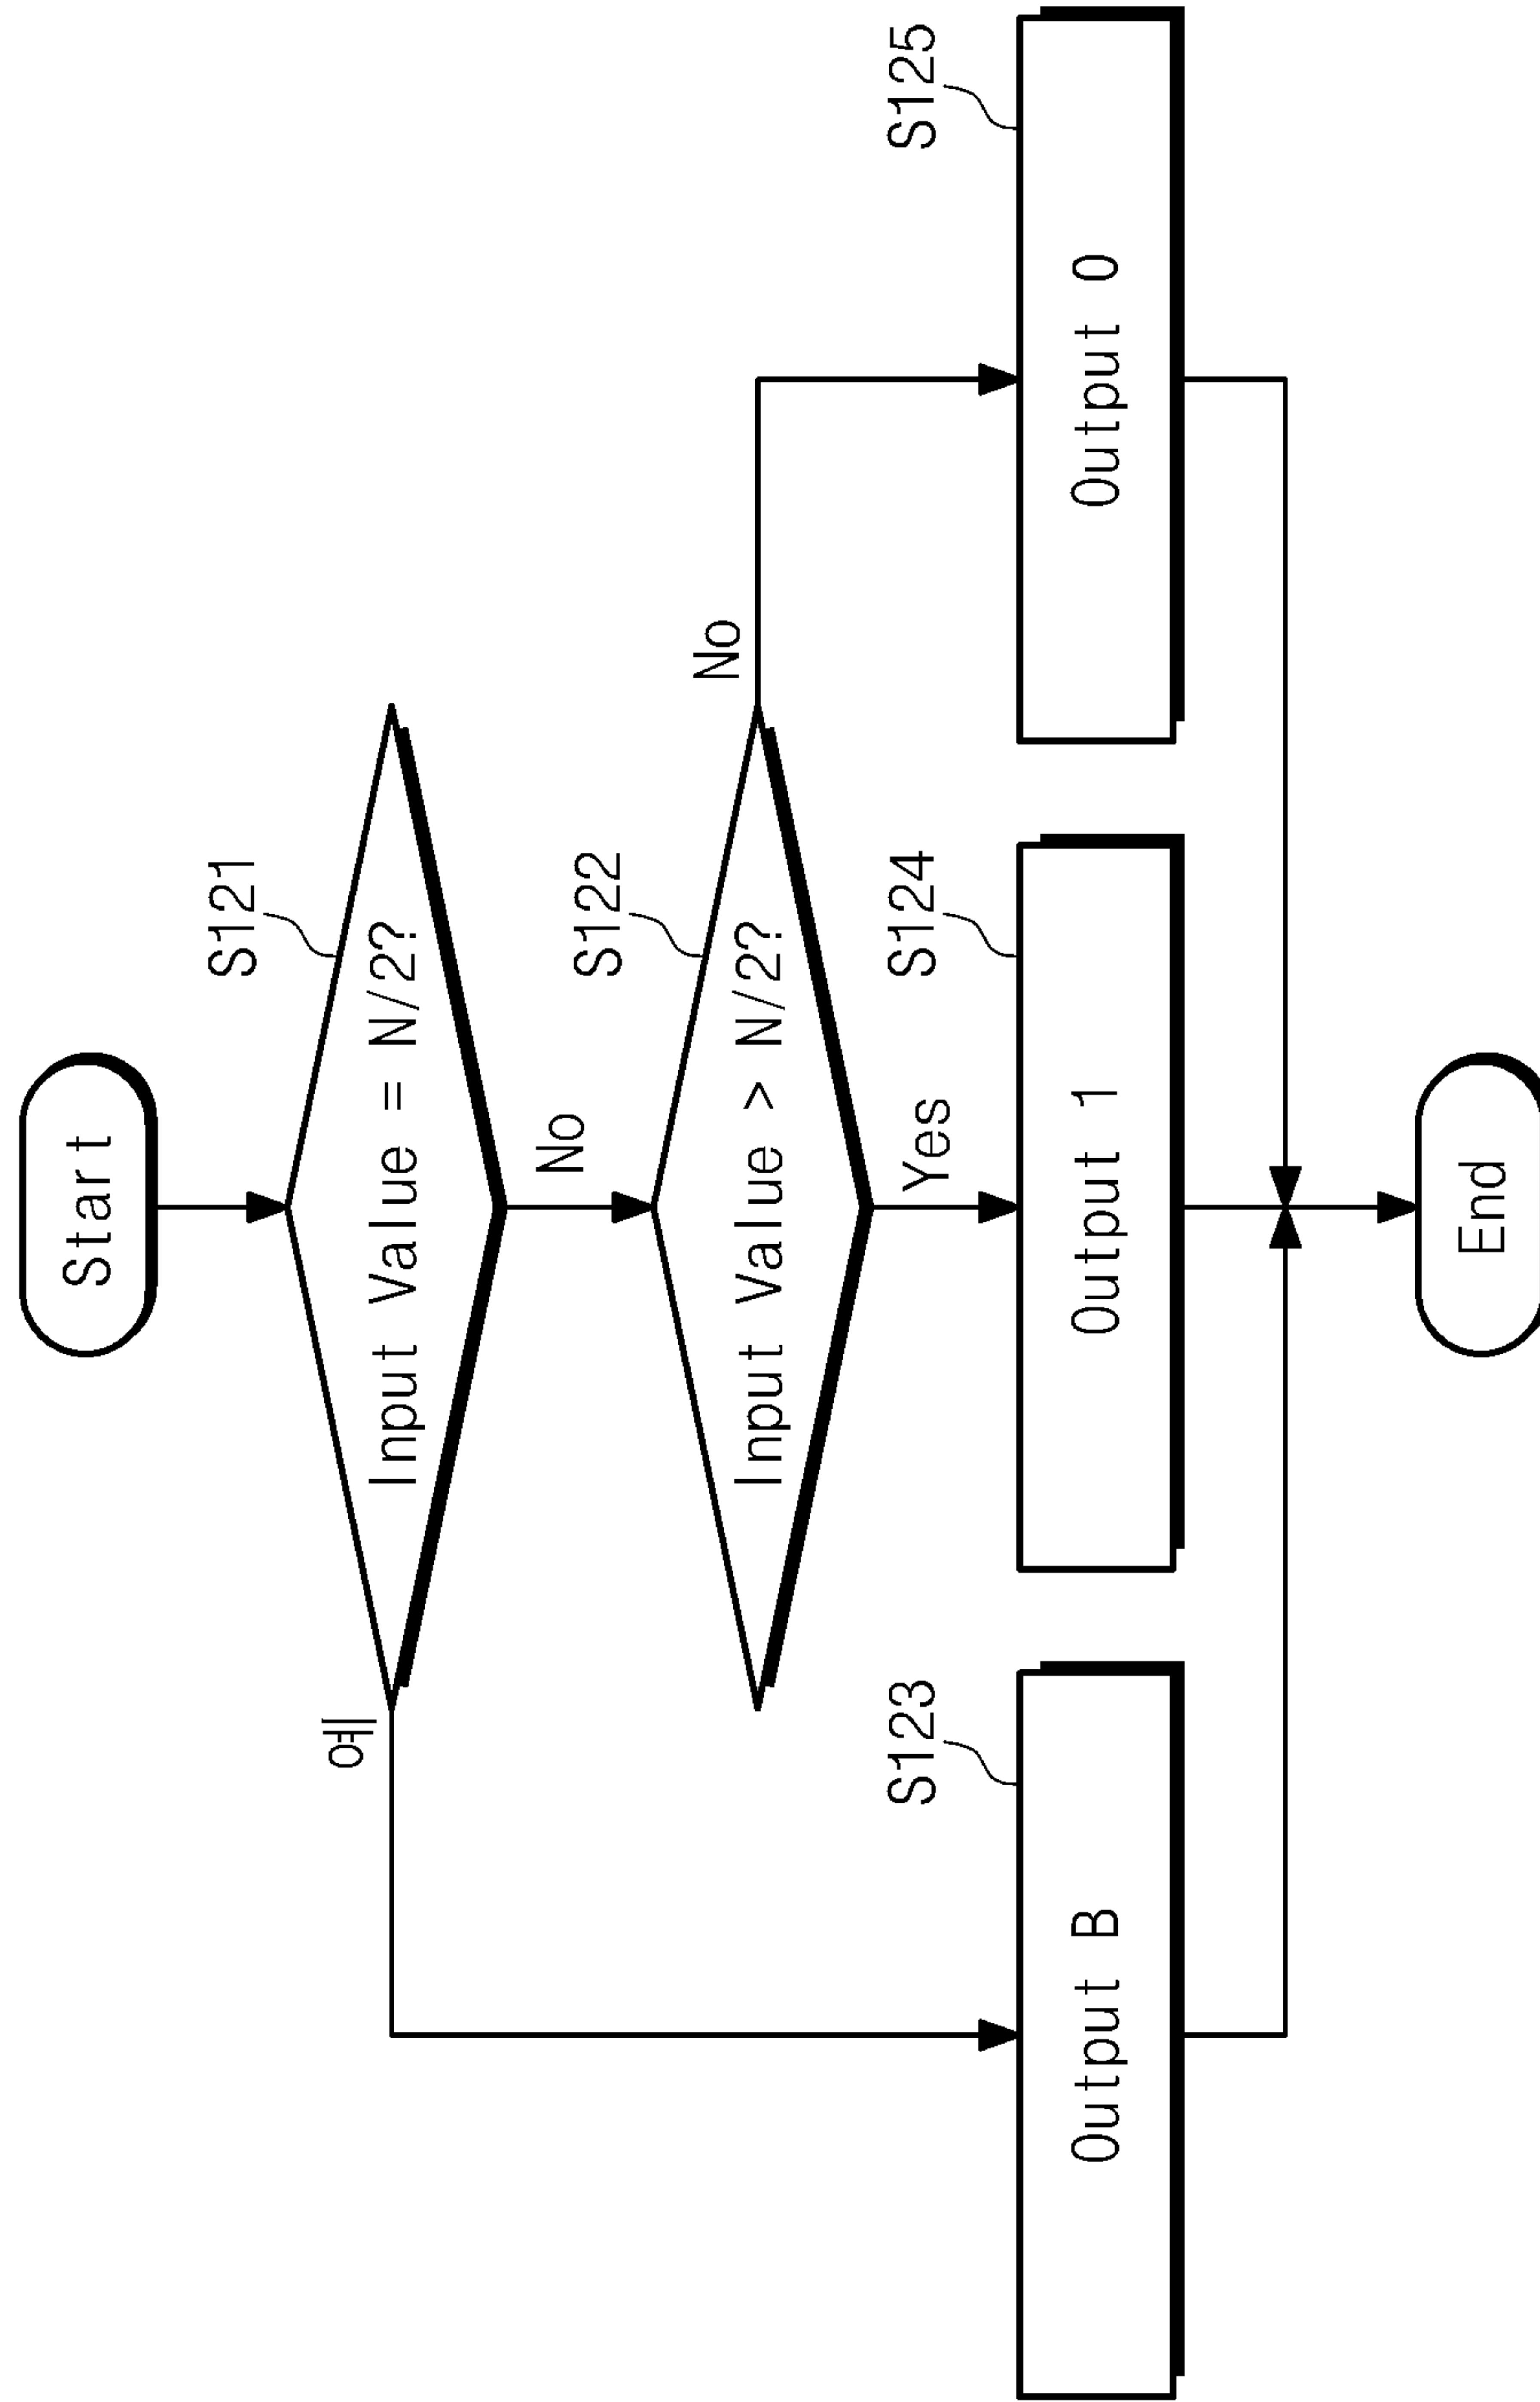 Start
S121
Input Value = N/2?
예
No
S122
Input Value > N/2?
No
Yes
S123
Output B
S124
Output 1
S125
Output 0
End